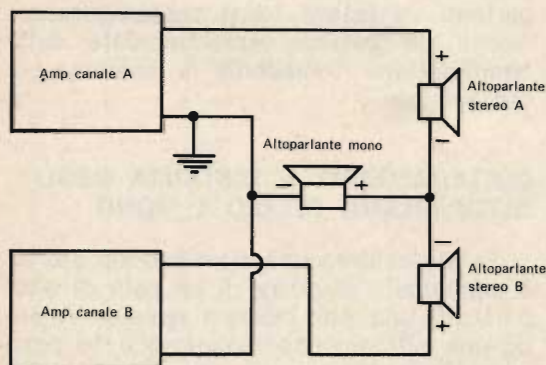 Amp canale A
+
Altoparlante
stereo A
−
Altoparlante mono
− +
−
Altoparlante
stereo B
+
Amp canale B